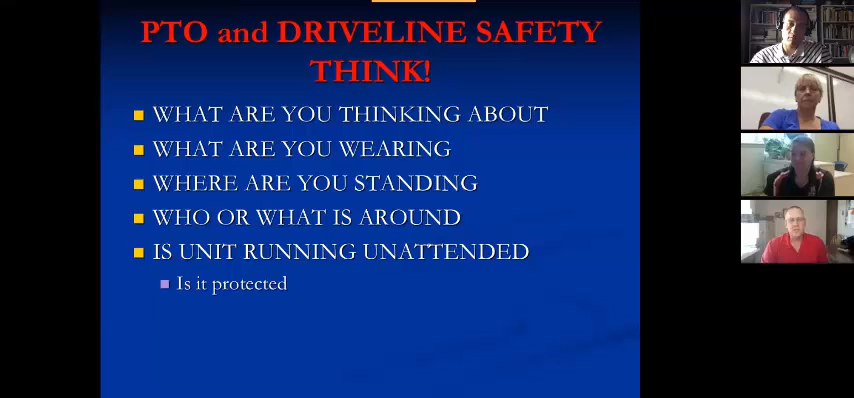 PTO and DRIVELINE SAFETY
THINK!
WHAT ARE YOU THINKING ABOUT
WHAT ARE YOU WEARING
WHERE ARE YOU STANDING
WHO OR WHAT IS AROUND
IS UNIT RUNNING UNATTENDED
Is it protected